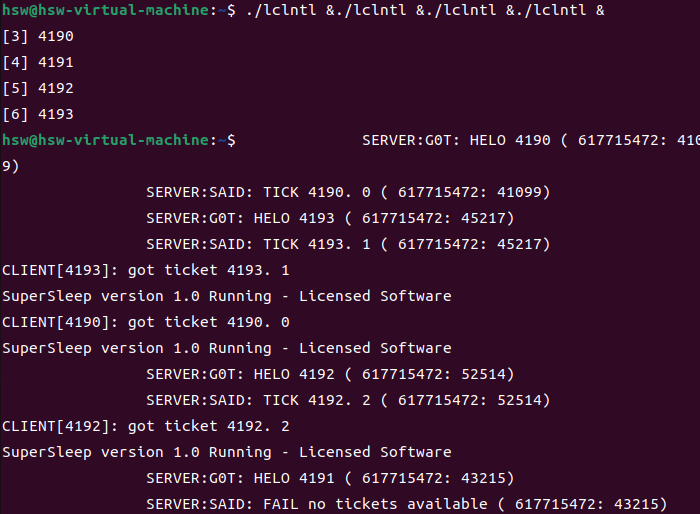 hsw@hsw-virtual-machine:~$ ./lclntl &./lclntl &./lclntl &./lclntl &
[3] 4190
[4] 4191
[5] 4192
[6] 4193
hsw@hsw-virtual-machine:~$ SERVER:G0T: HELO 4190 ( 617715472: 4109
9)
SERVER:SAID: TICK 4190. 0 ( 617715472: 41099)
SERVER:G0T: HELO 4193 ( 617715472: 45217)
SERVER:SAID: TICK 4193. 1 ( 617715472: 45217)
CLIENT[4193]: got ticket 4193. 1
SuperSleep version 1.0 Running - Licensed Software
CLIENT[4190]: got ticket 4190. 0
SuperSleep version 1.0 Running - Licensed Software
SERVER:G0T: HELO 4192 ( 617715472: 52514)
SERVER:SAID: TICK 4192. 2 ( 617715472: 52514)
CLIENT[4192]: got ticket 4192. 2
SuperSleep version 1.0 Running - Licensed Software
SERVER:G0T: HELO 4191 ( 617715472: 43215)
SERVER:SAID: FAIL no tickets available ( 617715472: 43215)